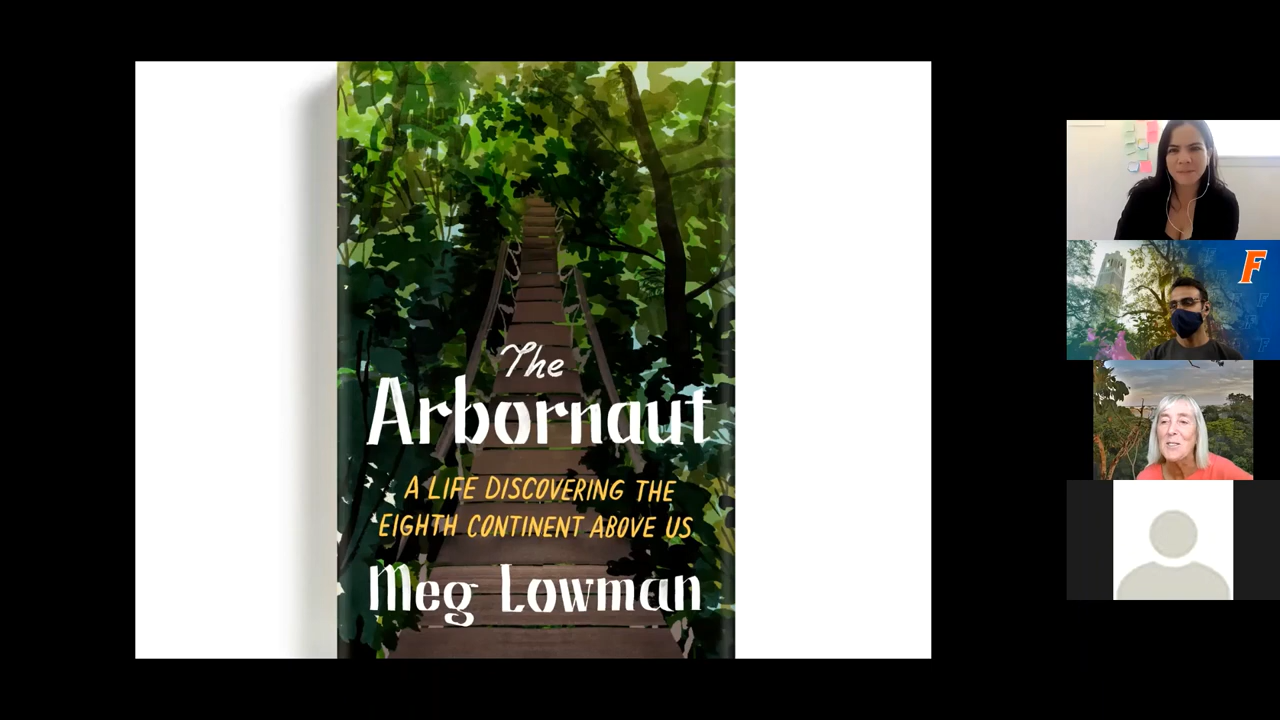 The
Arbornaut
A LIFE DISCOVERING THE
EIGHTH CONTINENT ABOVE US
Meg Lowman
F